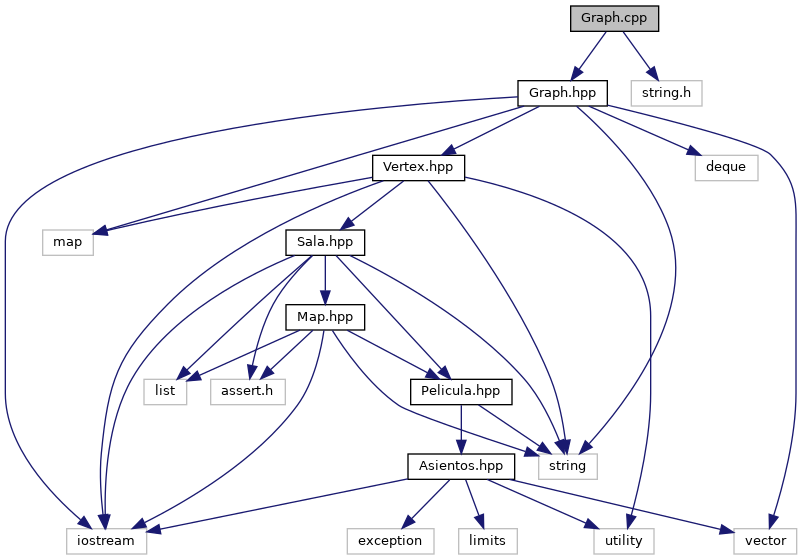 Graph.cpp
Graph.hpp
string.h
Vertex.hpp
deque
map
Sala.hpp
Map.hpp
list
assert.h
Pelicula.hpp
Asientos.hpp
string
iostream
exception
limits
utility
vector